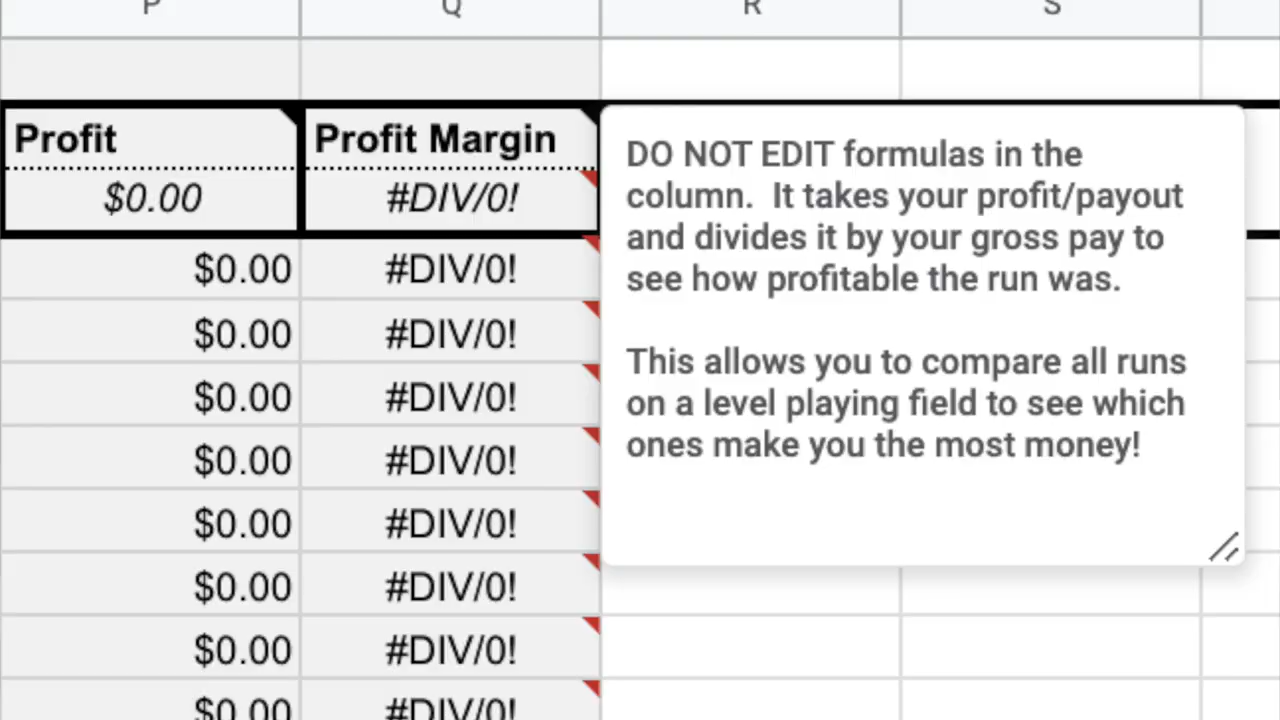 P Q R S
Profit Profit Margin
$0.00 #DIV/0!
$0.00 #DIV/0!
$0.00 #DIV/0!
$0.00 #DIV/0!
$0.00 #DIV/0!
$0.00 #DIV/0!
$0.00 #DIV/0!
$0.00 #DIV/0!
$0.00 #DIV/0!
DO NOT EDIT formulas in the
column.  It takes your profit/payout
and divides it by your gross pay to
see how profitable the run was.
This allows you to compare all runs
on a level playing field to see which
ones make you the most money!